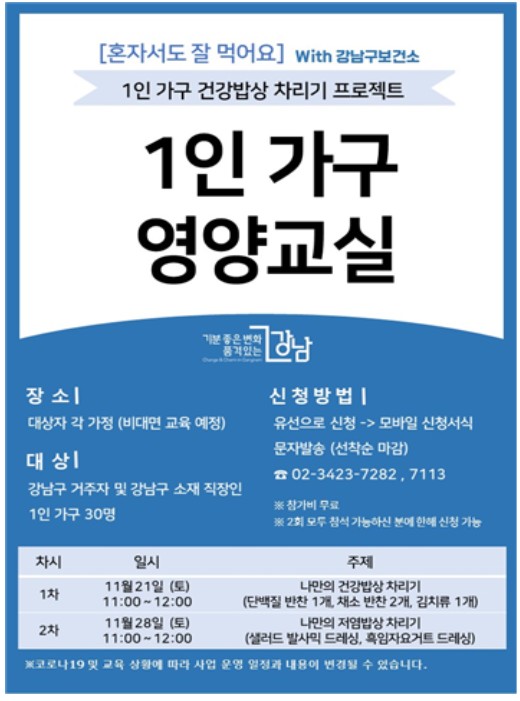 [혼자서도 잘 먹어요] With 강남구보건소
1인 가구 건강밥상 차리기 프로젝트
1인 가구
영양교실
기분 좋은 변화
품격 있는
강남
Change & Charm in Gangnam
장 소 |
대상자 각 가정 (비대면 교육 예정)
대 상 |
강남구 거주자 및 강남구 소재 직장인
1인 가구 30명
신 청 방 법 |
유선으로 신청 -> 모바일 신청서식
문자발송 (선착순 마감)
☎ 02-3423-7282 , 7113
※ 참가비 무료
※ 2회 모두 참석 가능하신 분에 한해 신청 가능
차시 일시 주제
1차 11월21일 (토) 11:00 ~ 12:00 나만의 건강밥상 차리기
(단백질 반찬 1개, 채소 반찬 2개, 김치류 1개)
2차 11월28일 (토) 11:00 ~ 12:00 나만의 저염밥상 차리기
(샐러드 발사믹 드레싱, 흑임자요거트 드레싱)
※코로나19 및 교육 상황에 따라 사업 운영 일정과 내용이 변경될 수 있습니다.